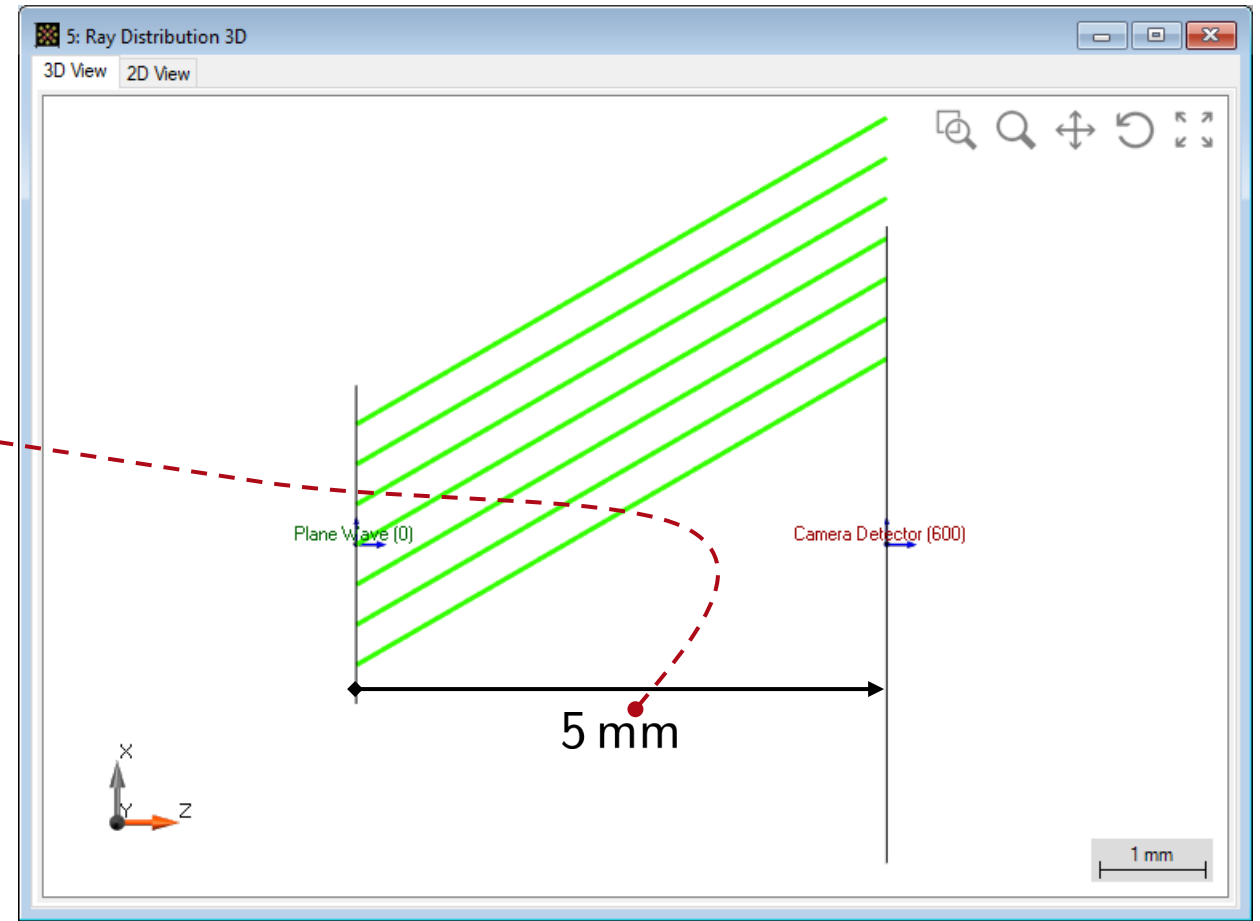 5: Ray Distribution 3D
3D View 2D View
Plane Wave (0)
Camera Detector (600)
5 mm
X
Y
Z
1 mm